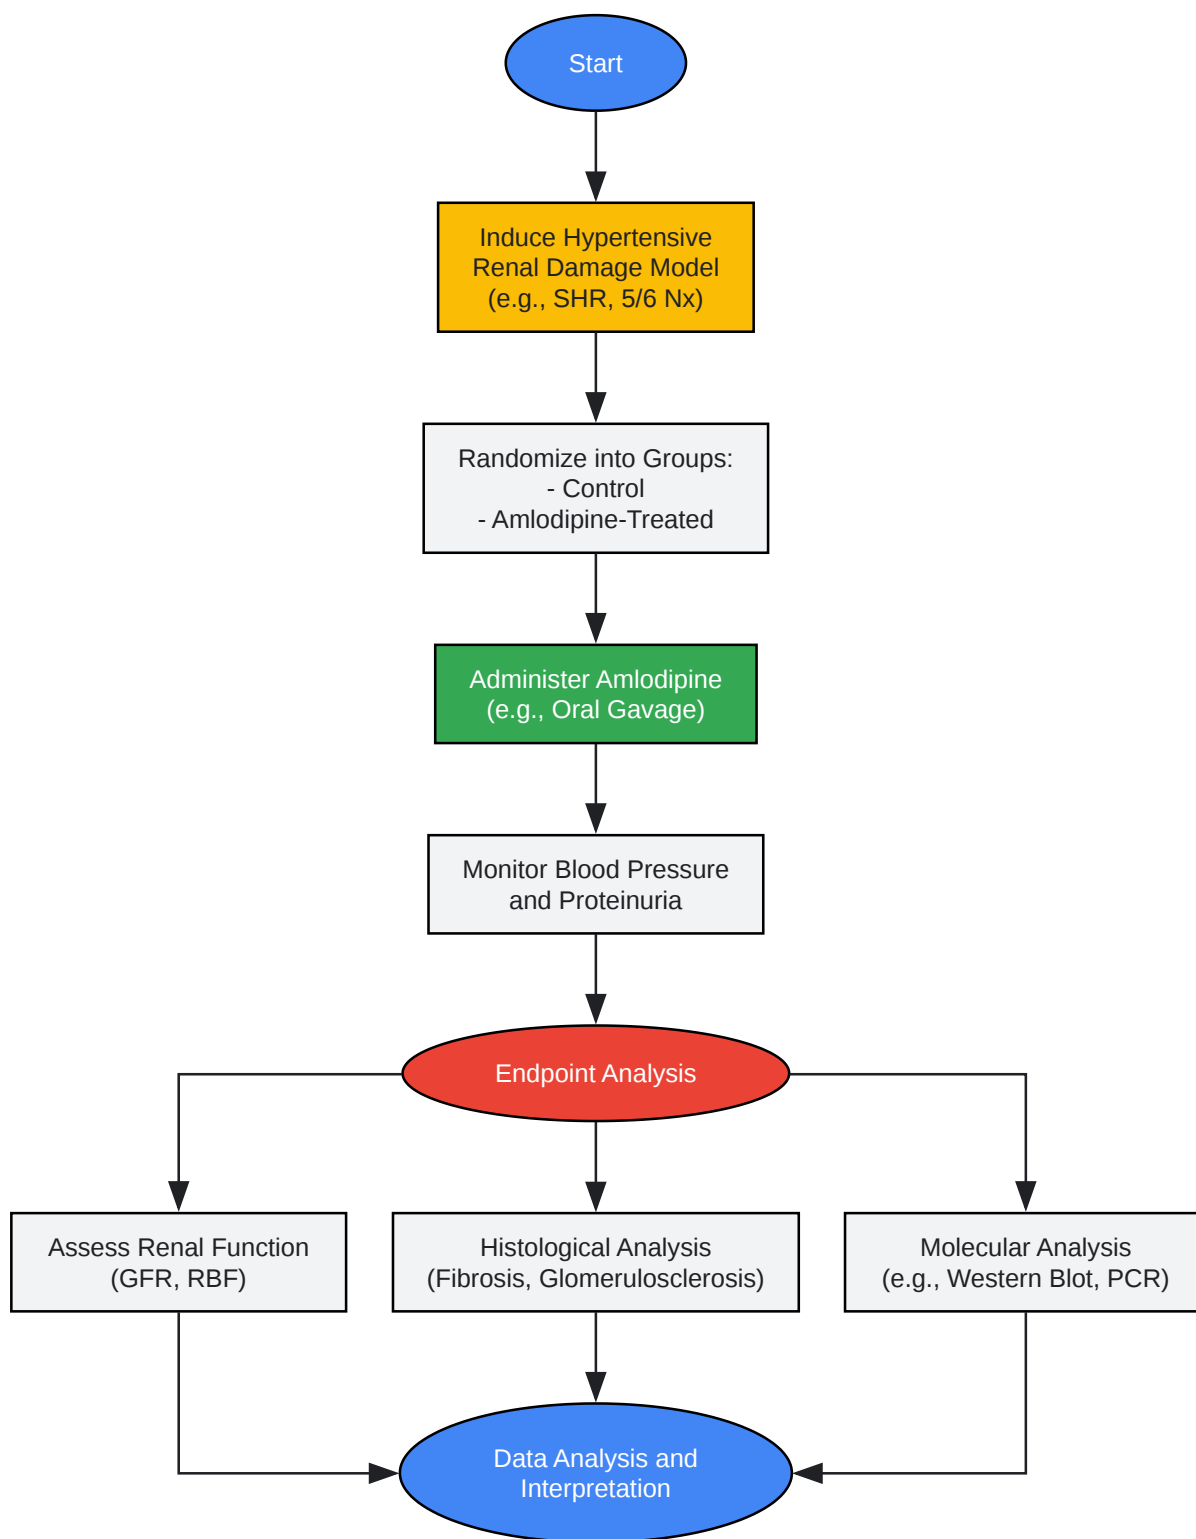 Start
Induce Hypertensive
Renal Damage Model
(e.g., SHR, 5/6 Nx)
Randomize into Groups:
- Control
- Amlodipine-Treated
Administer Amlodipine
(e.g., Oral Gavage)
Monitor Blood Pressure
and Proteinuria
Endpoint Analysis
Assess Renal Function
(GFR, RBF)
Histological Analysis
(Fibrosis, Glomerulosclerosis)
Molecular Analysis
(e.g., Western Blot, PCR)
Data Analysis and
Interpretation